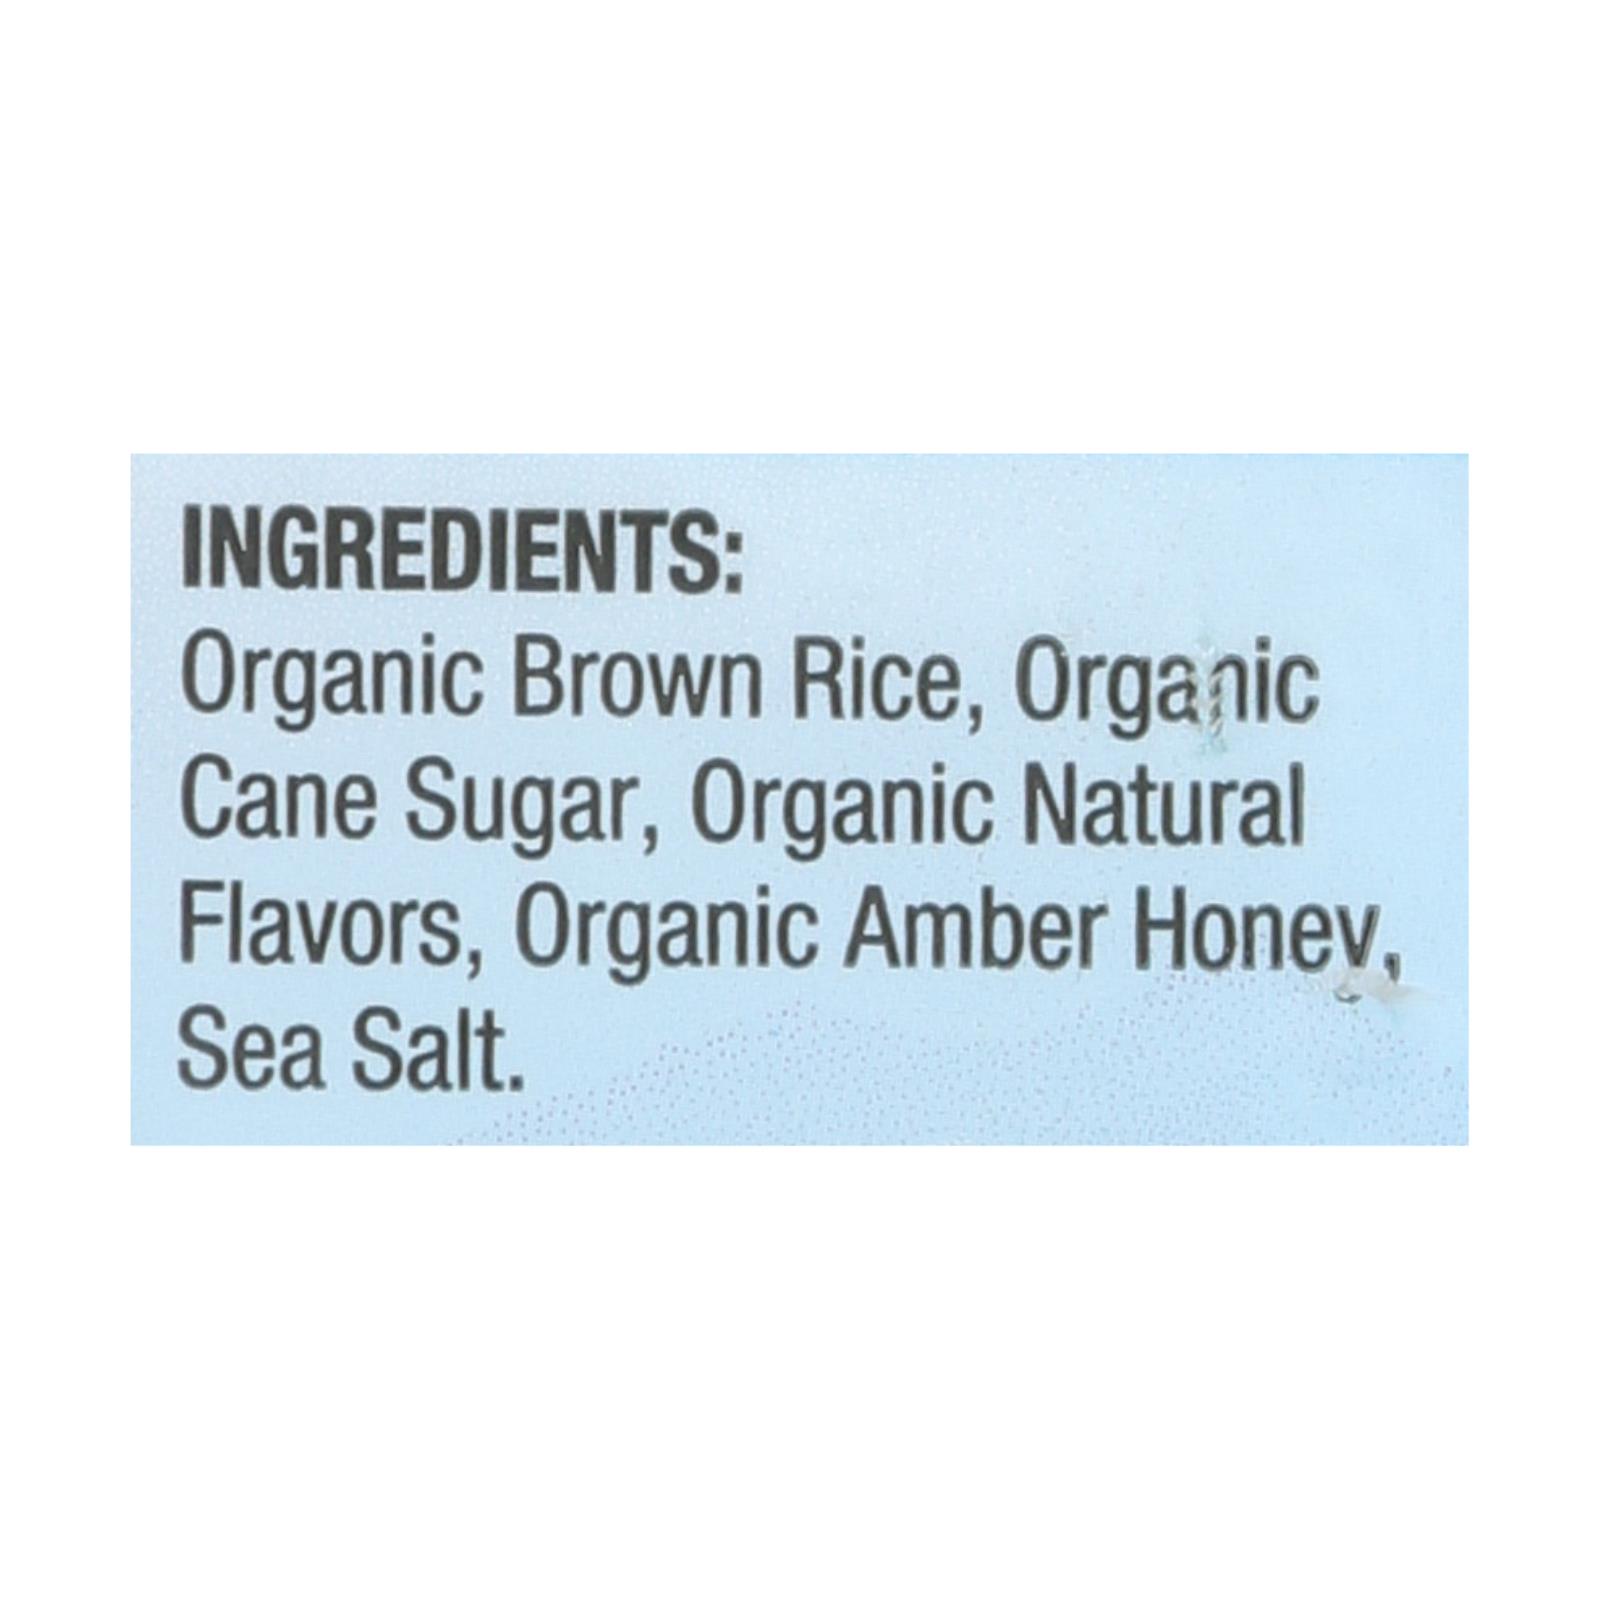 INGREDIENTS:
Organic Brown Rice, Organic
Cane Sugar, Organic Natural
Flavors, Organic Amber Honey,
Sea Salt.